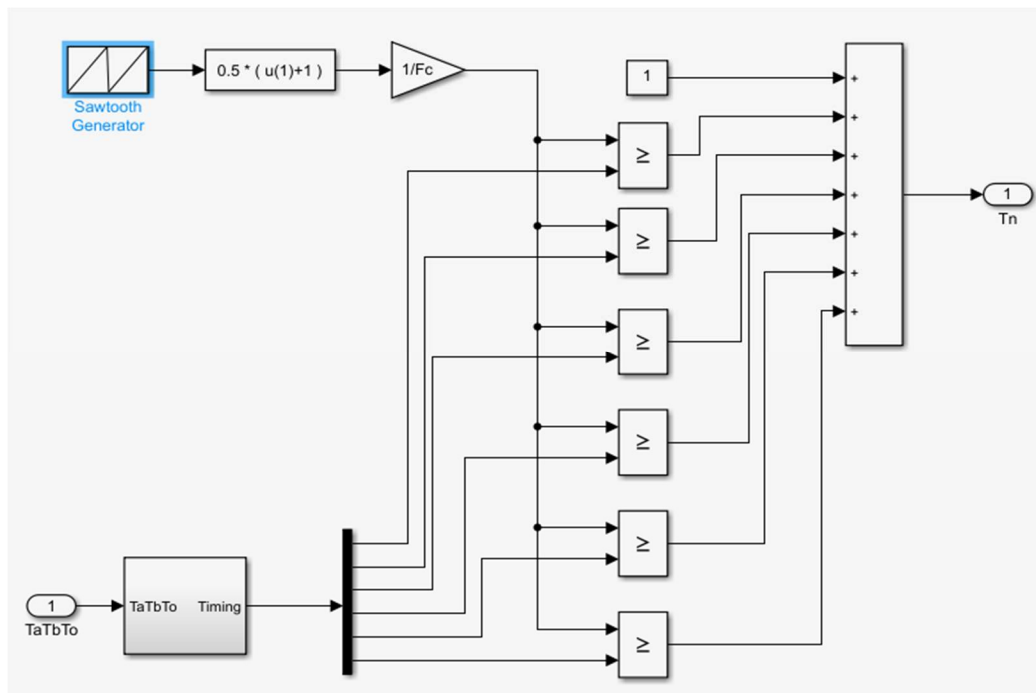 Sawtooth
Generator
0.5 * ( u(1)+1 )
1/Fc
1
+
≥
+
≥
+
≥
+
≥
+
≥
+
≥
+
1
Tn
1
TaTbTo
TaTbTo
Timing